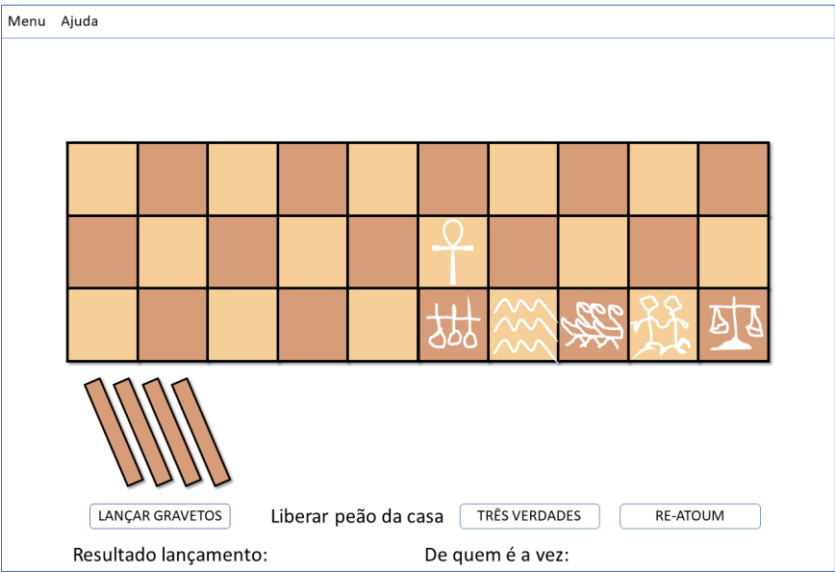 Menu Ajuda
LANÇAR GRAVETOS Liberar peão da casa TRÊS VERDADES RE-ATOUM
Resultado lançamento: De quem é a vez: